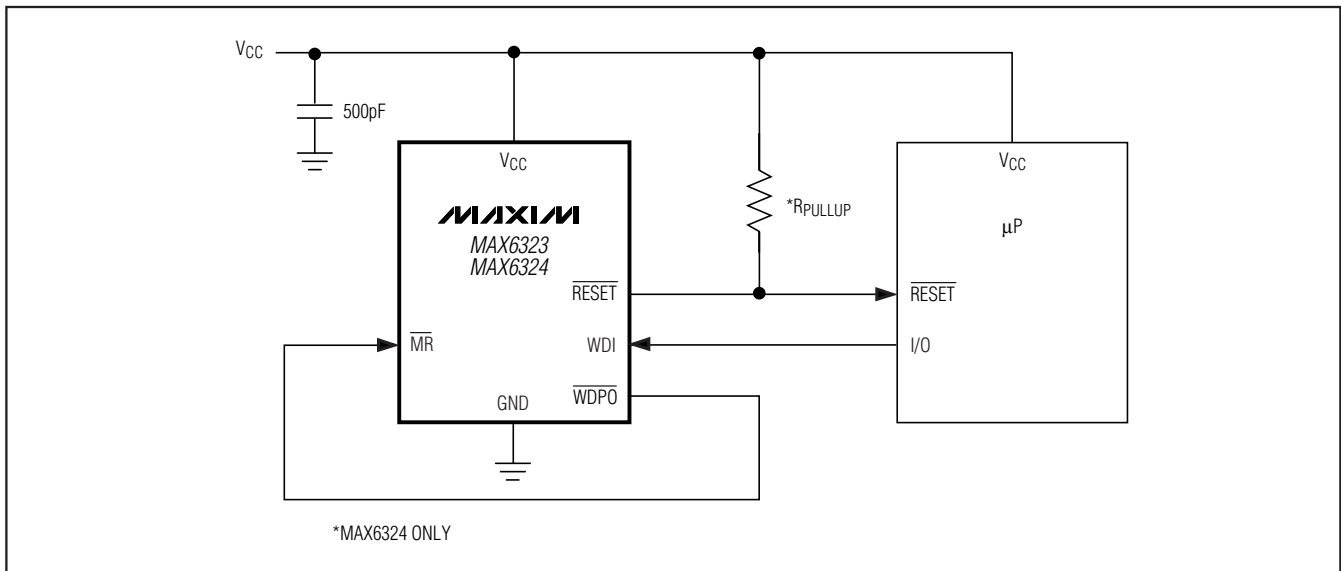 VCC
500pF
VCC
MAXIM
MAX6323
MAX6324
RESET
MR
WDI
WDPO
GND
*RPULLUP
VCC
µP
RESET
I/O
*MAX6324 ONLY